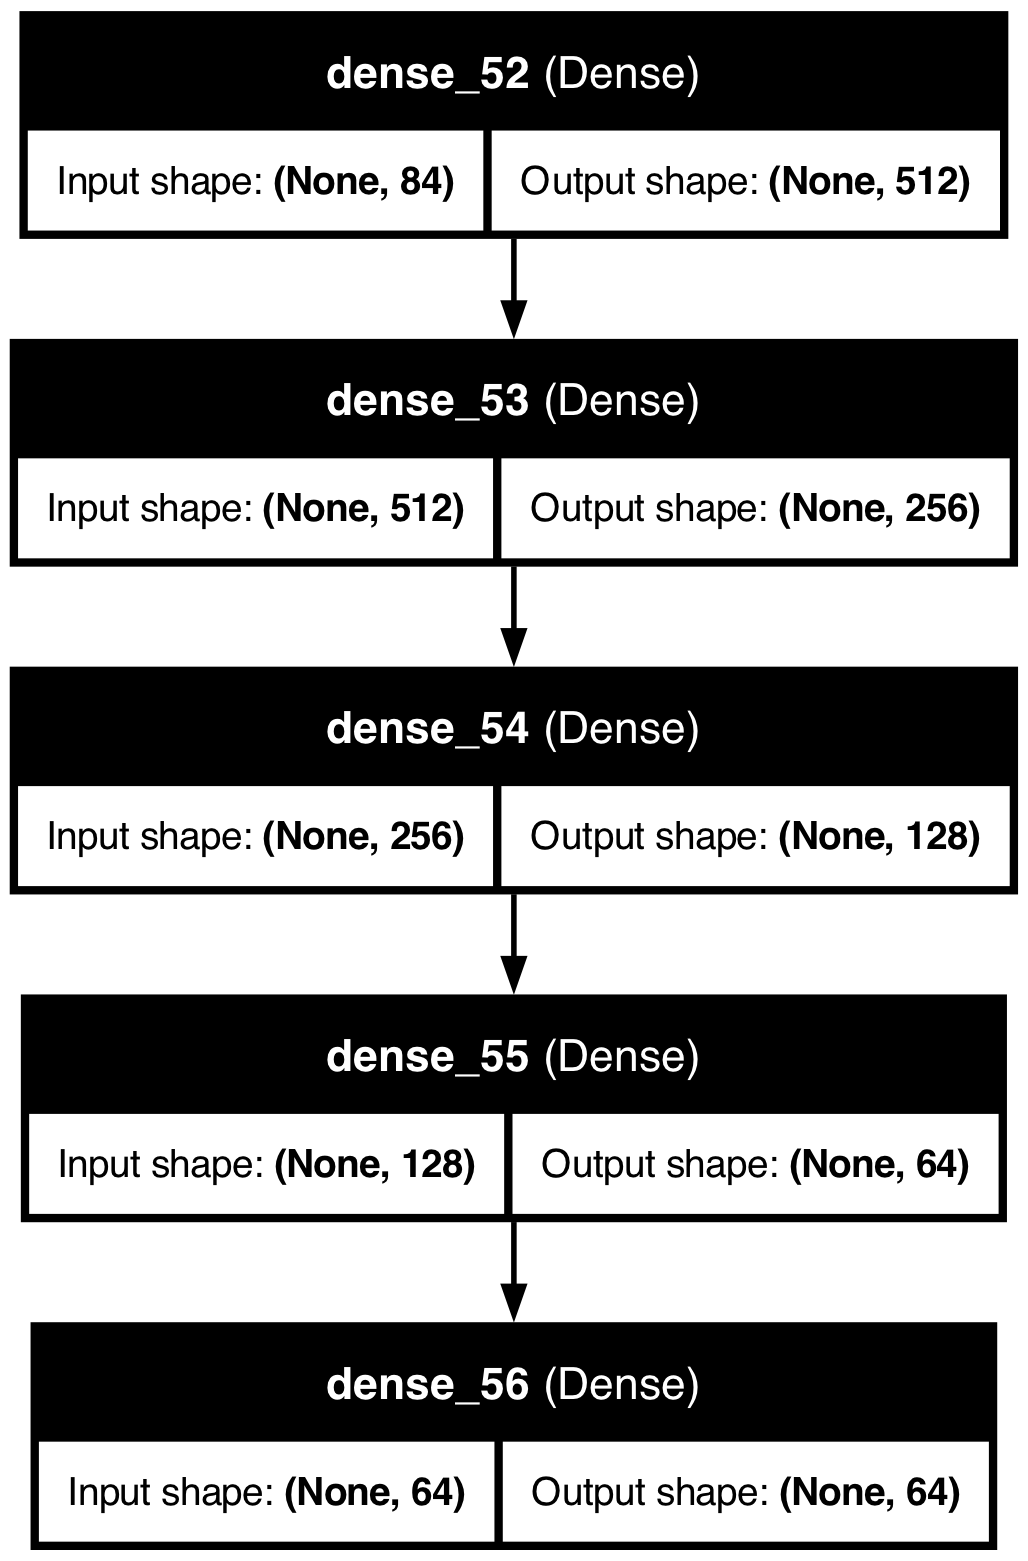 dense_52 (Dense)
Input shape: (None, 84) Output shape: (None, 512)
dense_53 (Dense)
Input shape: (None, 512) Output shape: (None, 256)
dense_54 (Dense)
Input shape: (None, 256) Output shape: (None, 128)
dense_55 (Dense)
Input shape: (None, 128) Output shape: (None, 64)
dense_56 (Dense)
Input shape: (None, 64) Output shape: (None, 64)